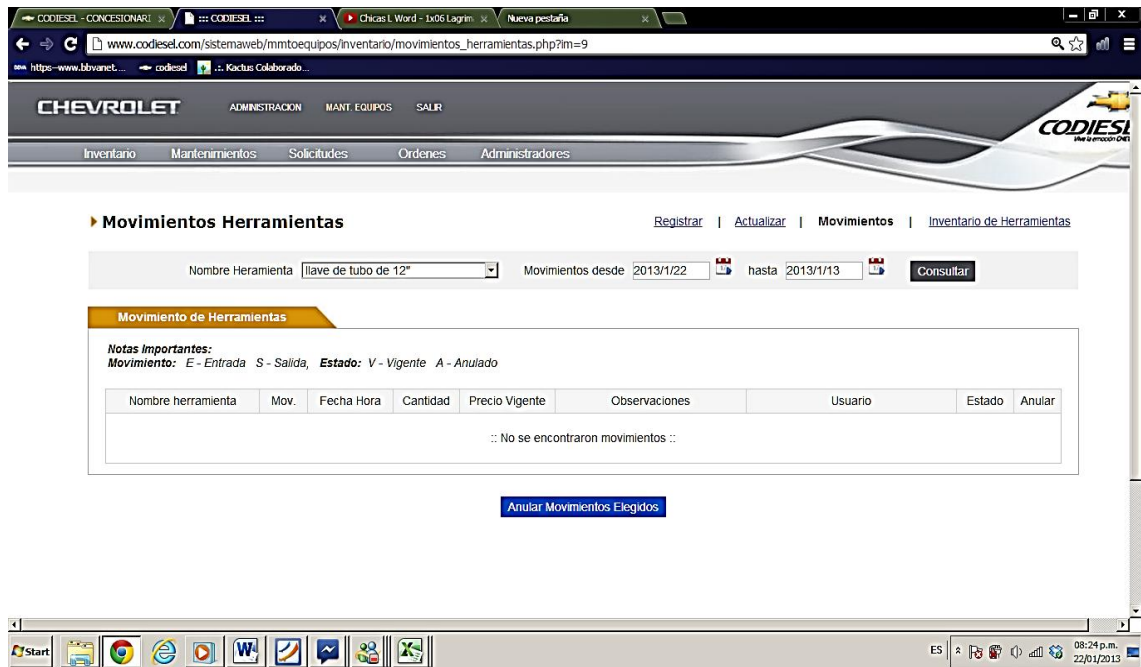 CODIESEL - CONCESIONARI
::: CODIESEL :::
Chicas L Word - 1x06 Lagrim
Nueva pestaña
www.codiesel.com/sistemaweb/mmtoequipos/inventario/movimientos_herramientas.php?im=9
https--www.bbvanet....
codiesel
.:. Kactus Colaborado...
CHEVROLET
ADMINISTRACION MANT. EQUIPOS SALIR
CODIESEL
Inventario Mantenimientos Solicitudes Ordenes Administradores
Movimientos Herramientas
Registrar | Actualizar | Movimientos | Inventario de Herramientas
Nombre Heramienta llave de tubo de 12" Movimientos desde 2013/1/22 hasta 2013/1/13 Consultar
Movimiento de Herramientas
Notas Importantes:
Movimiento: E - Entrada S - Salida, Estado: V - Vigente A - Anulado
Nombre herramienta Mov. Fecha Hora Cantidad Precio Vigente Observaciones Usuario Estado Anular
:: No se encontraron movimientos ::
Anular Movimientos Elegidos
Start
ES
08:24 p.m.
22/01/2013